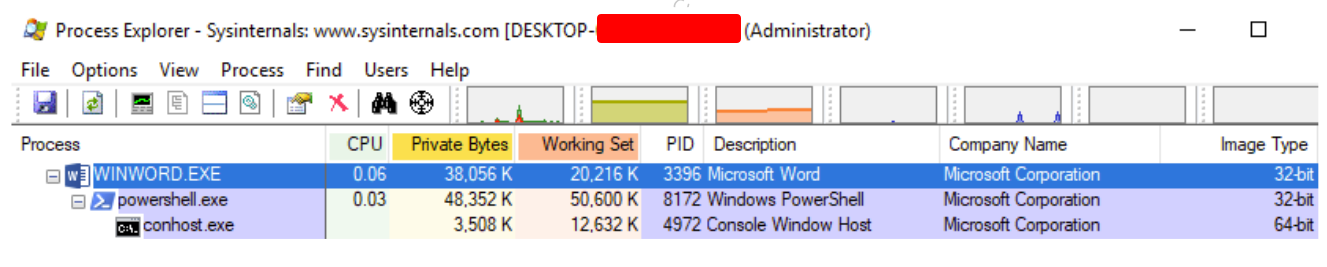 Process Explorer - Sysinternals: www.sysinternals.com [DESKTOP- (Administrator)
File Options View Process Find Users Help
Process CPU Private Bytes Working Set PID Description Company Name Image Type
WINWORD.EXE 0.06 38,056 K 20,216 K 3396 Microsoft Word Microsoft Corporation 32-bit
powershell.exe 0.03 48,352 K 50,600 K 8172 Windows PowerShell Microsoft Corporation 32-bit
conhost.exe 3,508 K 12,632 K 4972 Console Window Host Microsoft Corporation 64-bit